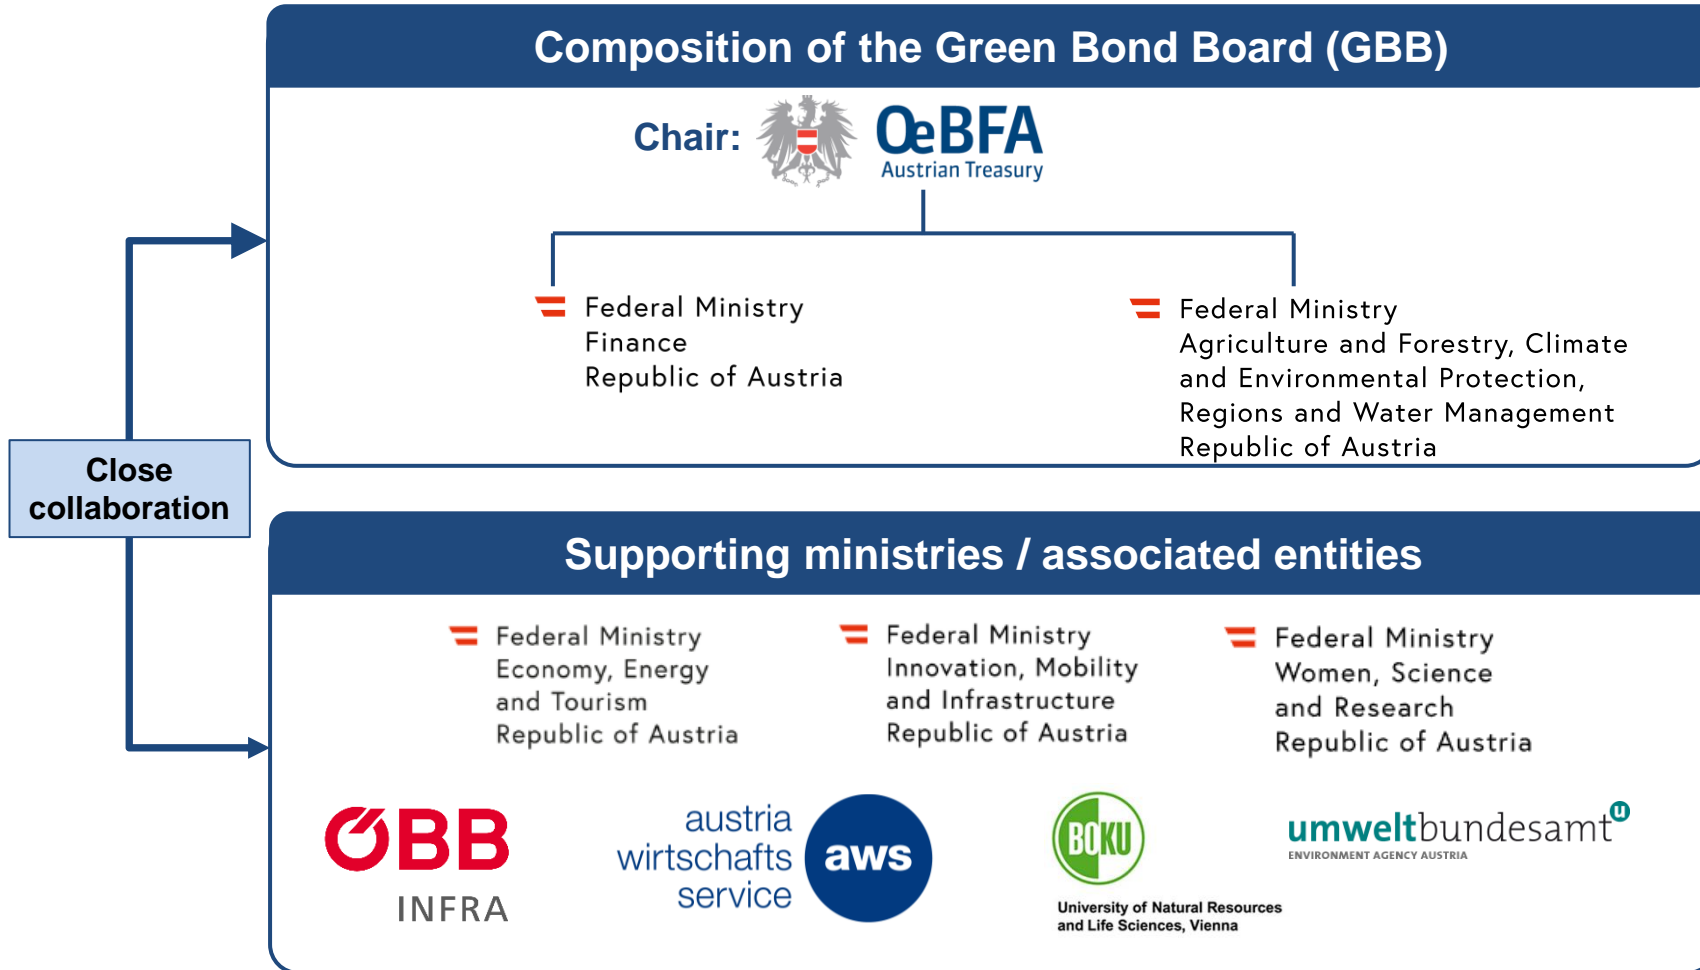 Composition of the Green Bond Board (GBB)
Chair:
OeBFA
Austrian Treasury
Federal Ministry
Finance
Republic of Austria
Federal Ministry
Agriculture and Forestry, Climate
and Environmental Protection,
Regions and Water Management
Republic of Austria
Close
collaboration
Supporting ministries / associated entities
Federal Ministry
Economy, Energy
and Tourism
Republic of Austria
Federal Ministry
Innovation, Mobility
and Infrastructure
Republic of Austria
Federal Ministry
Women, Science
and Research
Republic of Austria
ÖBB
INFRA
austria
wirtschafts
service
aws
BOKU
University of Natural Resources
and Life Sciences, Vienna
umweltbundesamt
u
ENVIRONMENT AGENCY AUSTRIA